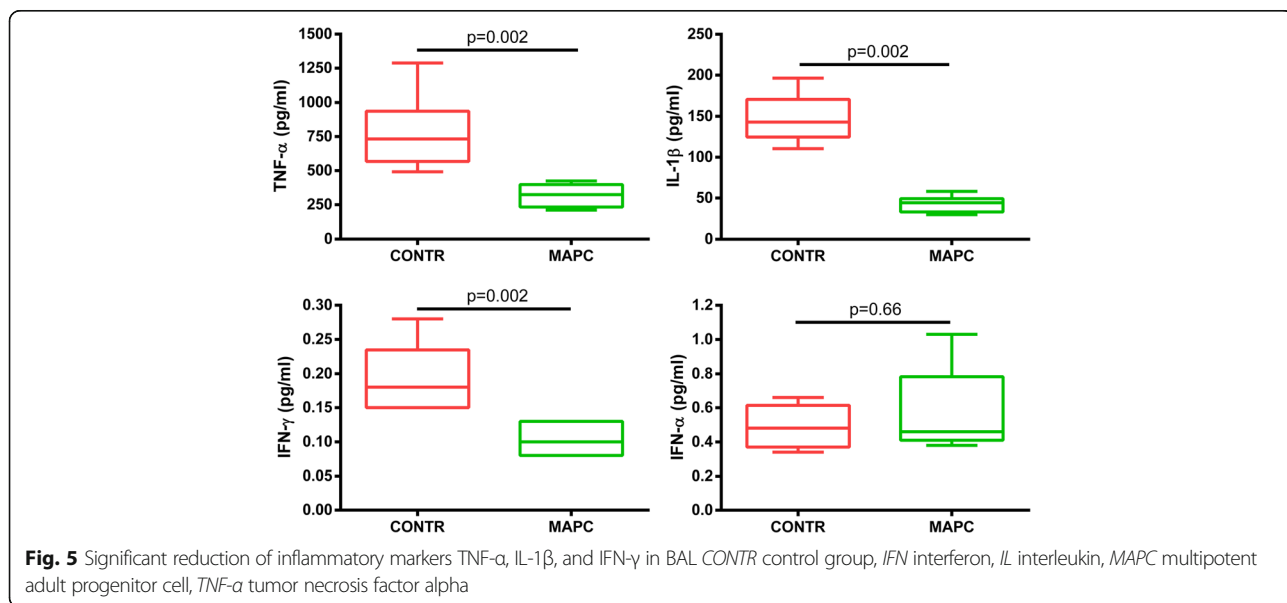 p=0.002
1500
1250
1000
750
500
250
0
TNF-α (pg/ml)
CONTR
MAPC
p=0.002
250
200
150
100
50
0
IL-1β (pg/ml)
CONTR
MAPC
p=0.002
0.30
0.25
0.20
0.15
0.10
0.05
0.00
IFN-γ (pg/ml)
CONTR
MAPC
p=0.66
1.2
1.0
0.8
0.6
0.4
0.2
0.0
IFN-α (pg/ml)
CONTR
MAPC
Fig. 5 Significant reduction of inflammatory markers TNF-α, IL-1β, and IFN-γ in BAL CONTR control group, IFN interferon, IL interleukin, MAPC multipotent
adult progenitor cell, TNF-α tumor necrosis factor alpha